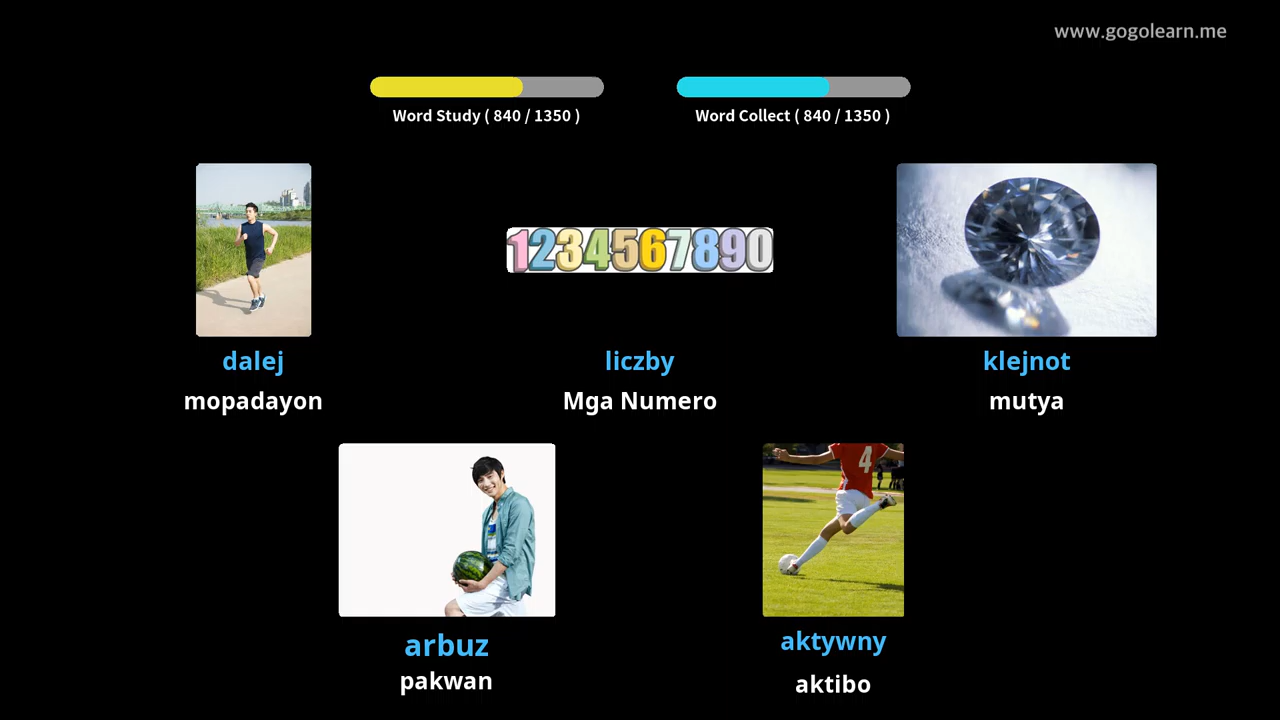 www.gogolearn.me
Word Study ( 840 / 1350 )
Word Collect ( 840 / 1350 )
1234567890
dalej
liczby
klejnot
mopadayon
Mga Numero
mutya
4
arbuz
aktywny
pakwan
aktibo